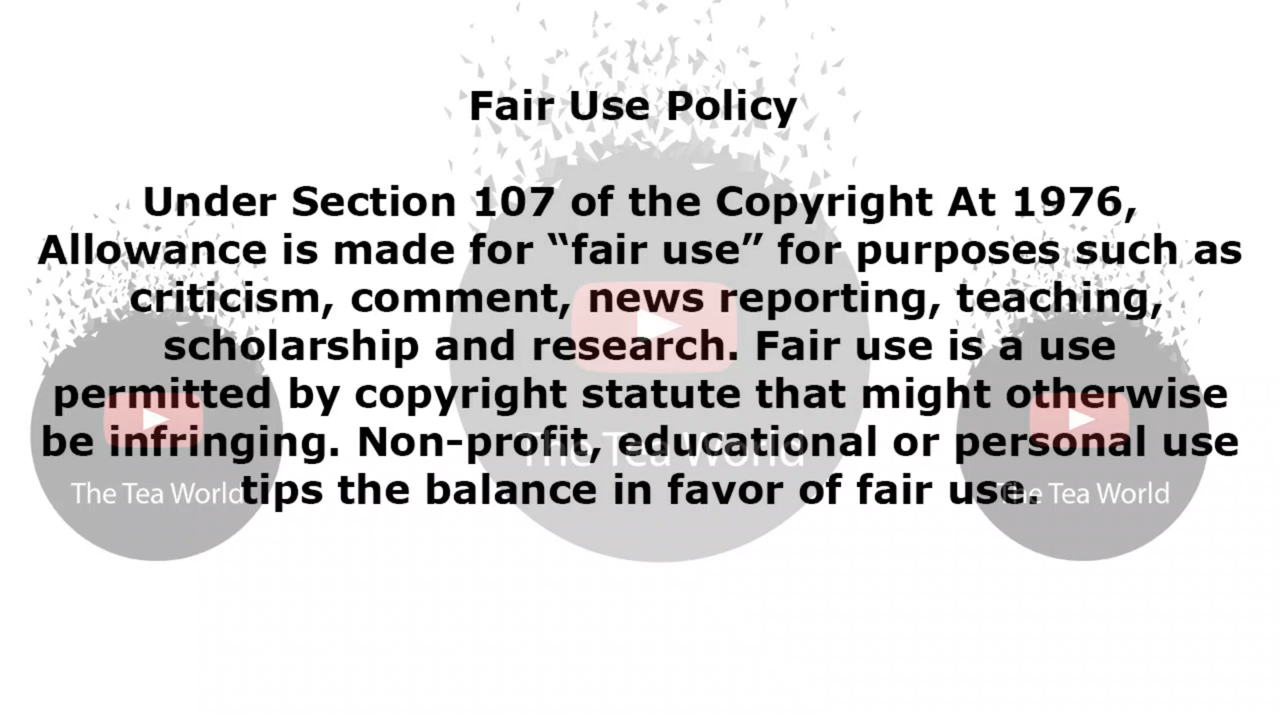 Fair Use Policy
Under Section 107 of the Copyright At 1976,
Allowance is made for “fair use” for purposes such as
criticism, comment, news reporting, teaching,
scholarship and research. Fair use is a use
permitted by copyright statute that might otherwise
be infringing. Non-profit, educational or personal use
The Tea World
tips the balance in favor of fair use.
The Tea World
The Tea World